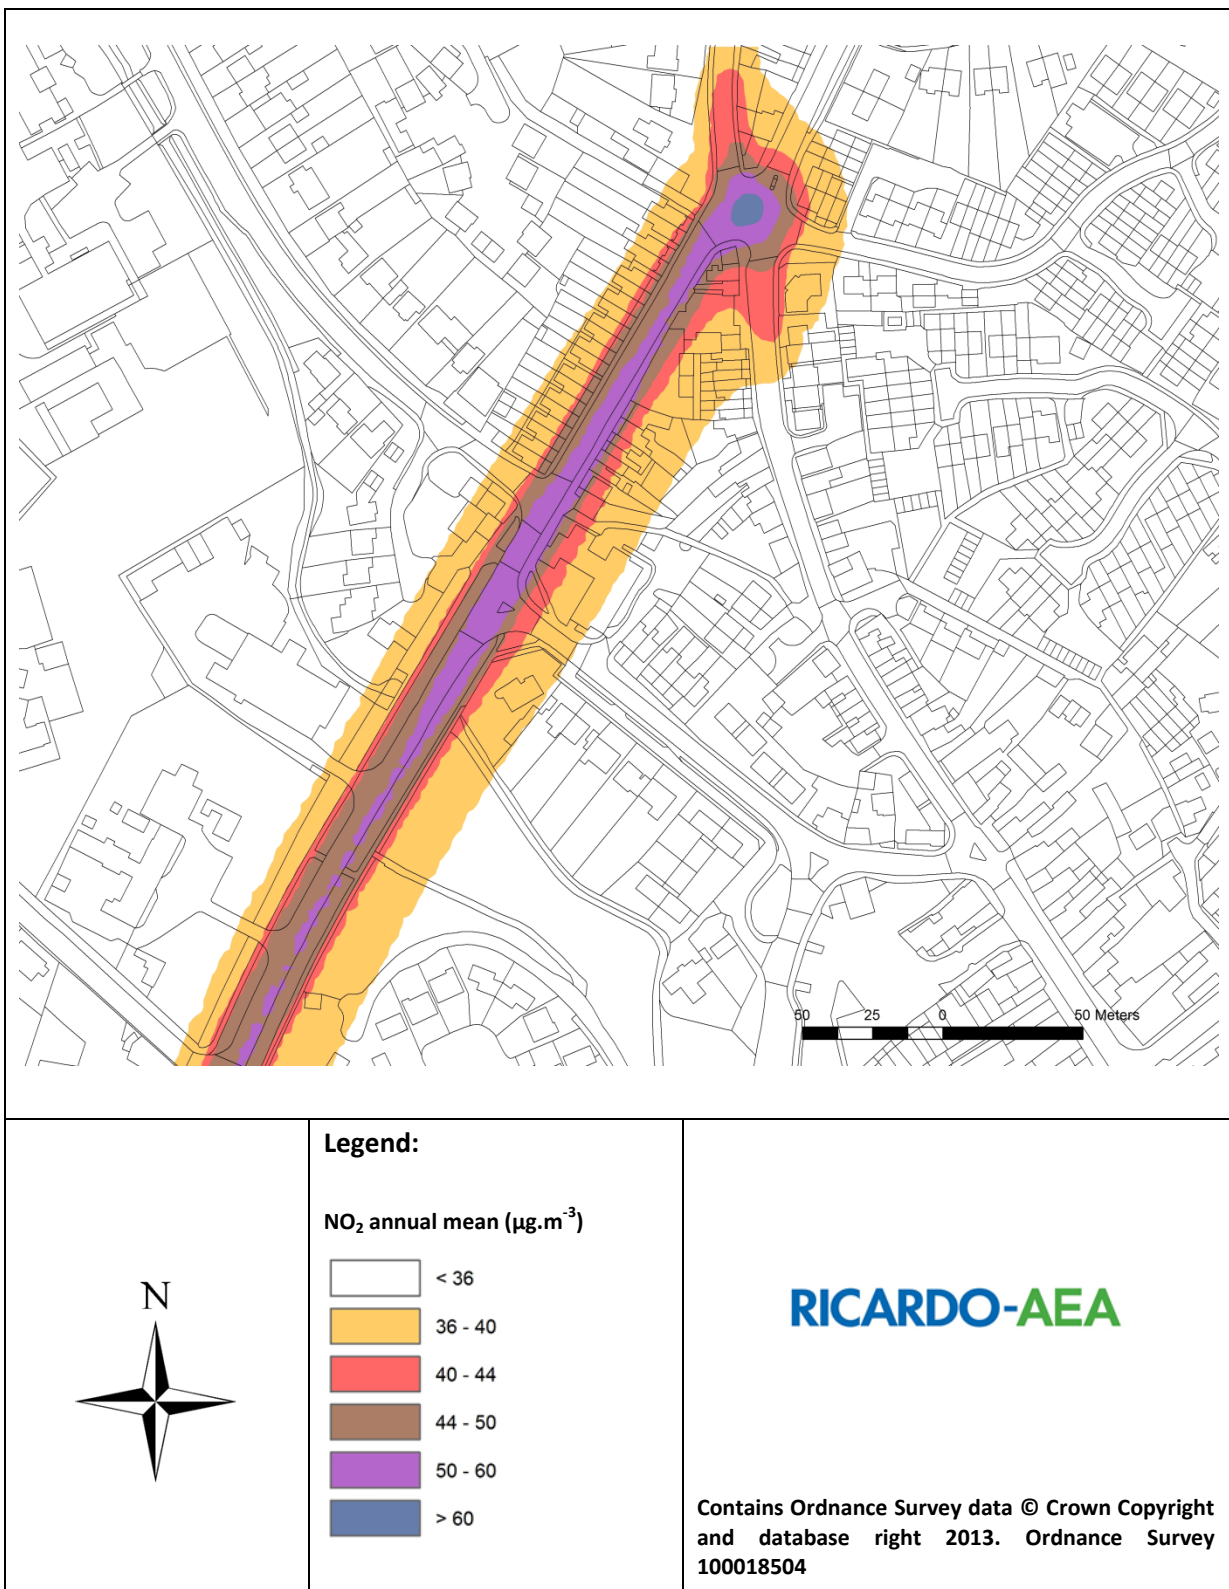 50 25 0 50 Meters
Legend:
NO₂ annual mean (µg.m⁻³)
< 36
36 - 40
40 - 44
44 - 50
50 - 60
> 60
N
RICARDO-AEA
Contains Ordnance Survey data © Crown Copyright
and database right 2013. Ordnance Survey
100018504